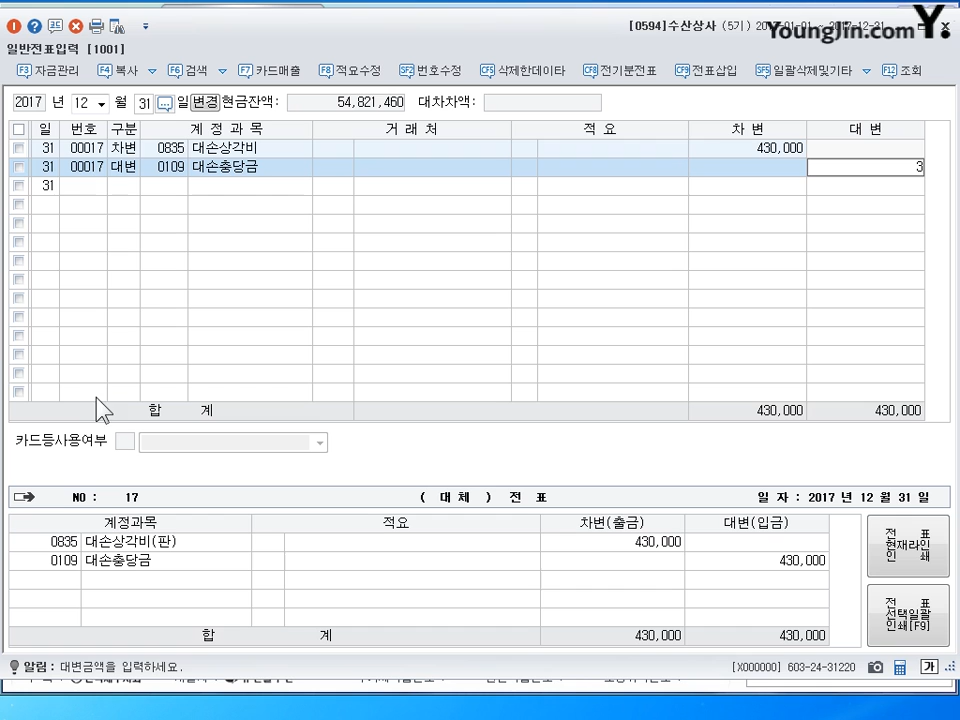 [0594]수산상사 (5기)
YoungJin.com Y.
일반전표입력 [1001]
F3 자금관리 F4 복사 F6 검색 F7 카드매출 F8 적요수정 SF2 번호수정 CF5 삭제한데이타 CF8 전기분전표 CF9 전표삽입 SF5 일괄삭제및기타 F12 조회
2017 년 12 월 31 일 변경 현금잔액: 54,821,460 대차차액:
일 번호 구분 계 정 과 목 거 래 처 적 요 차 변 대 변
31 00017 차변 0835 대손상각비 430,000
31 00017 대변 0109 대손충당금 3
31
합 계 430,000 430,000
카드등사용여부
NO : 17 ( 대 체 ) 전 표 일 자 : 2017 년 12 월 31 일
계정과목 적요 차변(출금) 대변(입금)
0835 대손상각비(판) 430,000
0109 대손충당금 430,000
합 계 430,000 430,000
전 표
현재라인
인 쇄
전 표
선택일괄
인쇄[F9]
알림 : 대변금액을 입력하세요. [X000000] 603-24-31220 가